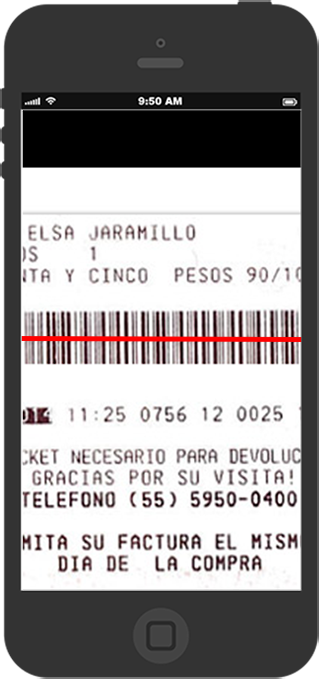 9:50 AM
ELSA JARAMILLO
OS 1
NTA Y CINCO PESOS 90/10
014 11:25 0756 12 0025
CKET NECESARIO PARA DEVOLUC
GRACIAS POR SU VISITA!
TELEFONO (55) 5950-0400
MITA SU FACTURA EL MISM
DIA DE LA COMPRA